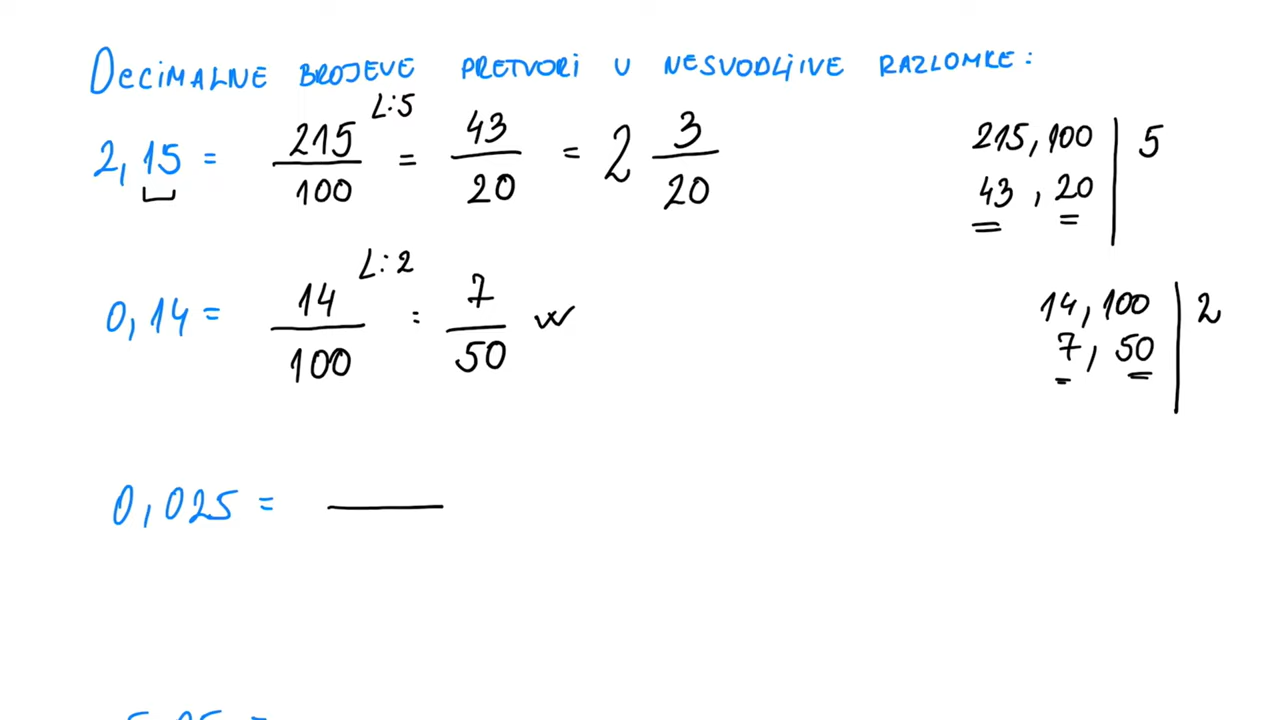 DECIMALNE BROJEVE PRETVORI U NESVODLJIVE RAZLOMKE:
2,15 = 215/100 L:5 = 43/20 = 2 3/20
215, 100 | 5
43, 20
0,14 = 14/100 L:2 = 7/50
14, 100 | 2
7, 50
0,025 =